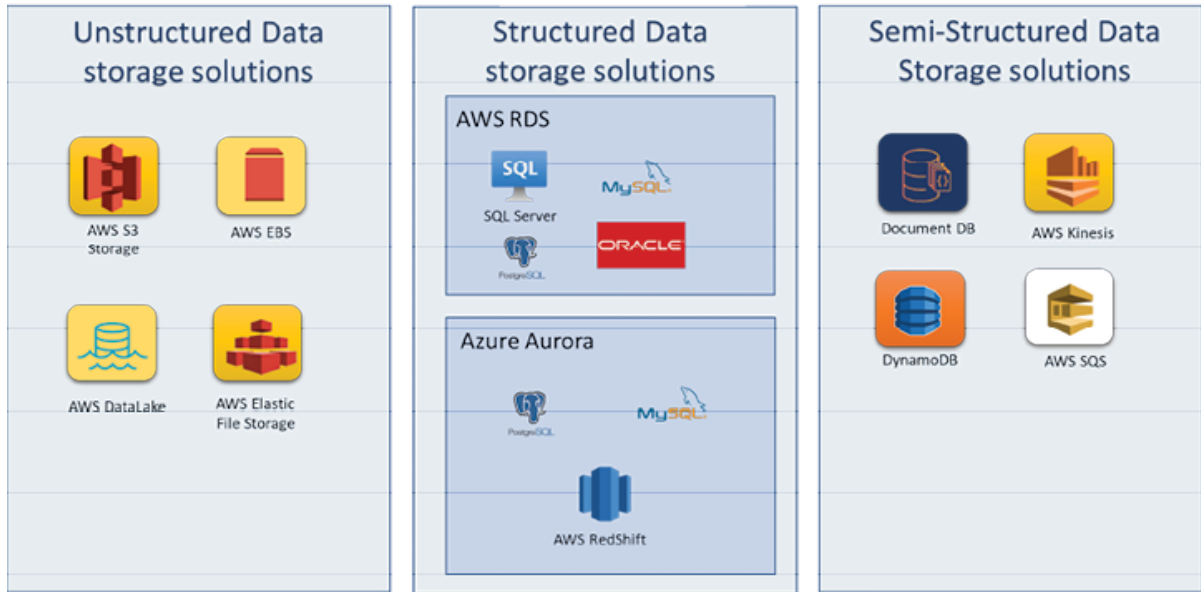 Unstructured Data
storage solutions
AWS S3
Storage
AWS EBS
AWS DataLake
AWS Elastic
File Storage
Structured Data
storage solutions
AWS RDS
SQL
SQL Server
MySQL
PostgreSQL
ORACLE
Azure Aurora
PostgreSQL
MySQL
AWS RedShift
Semi-Structured Data
Storage solutions
Document DB
AWS Kinesis
DynamoDB
AWS SQS